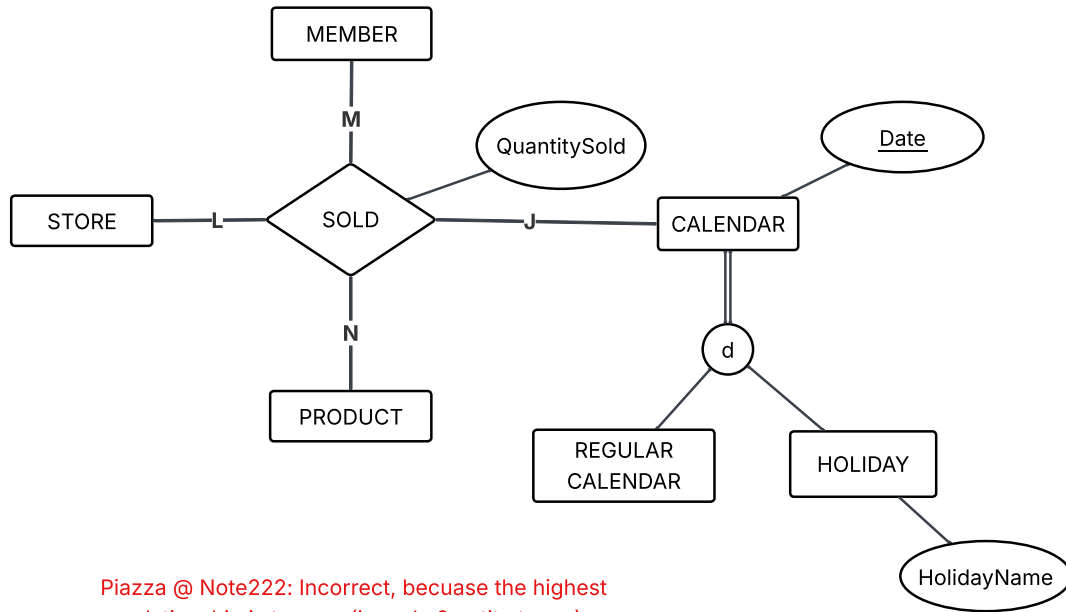 MEMBER
M
QuantitySold
Date
STORE
L
SOLD
J
CALENDAR
N
d
PRODUCT
REGULAR
CALENDAR
HOLIDAY
HolidayName
Piazza @ Note222: Incorrect, becuase the highest